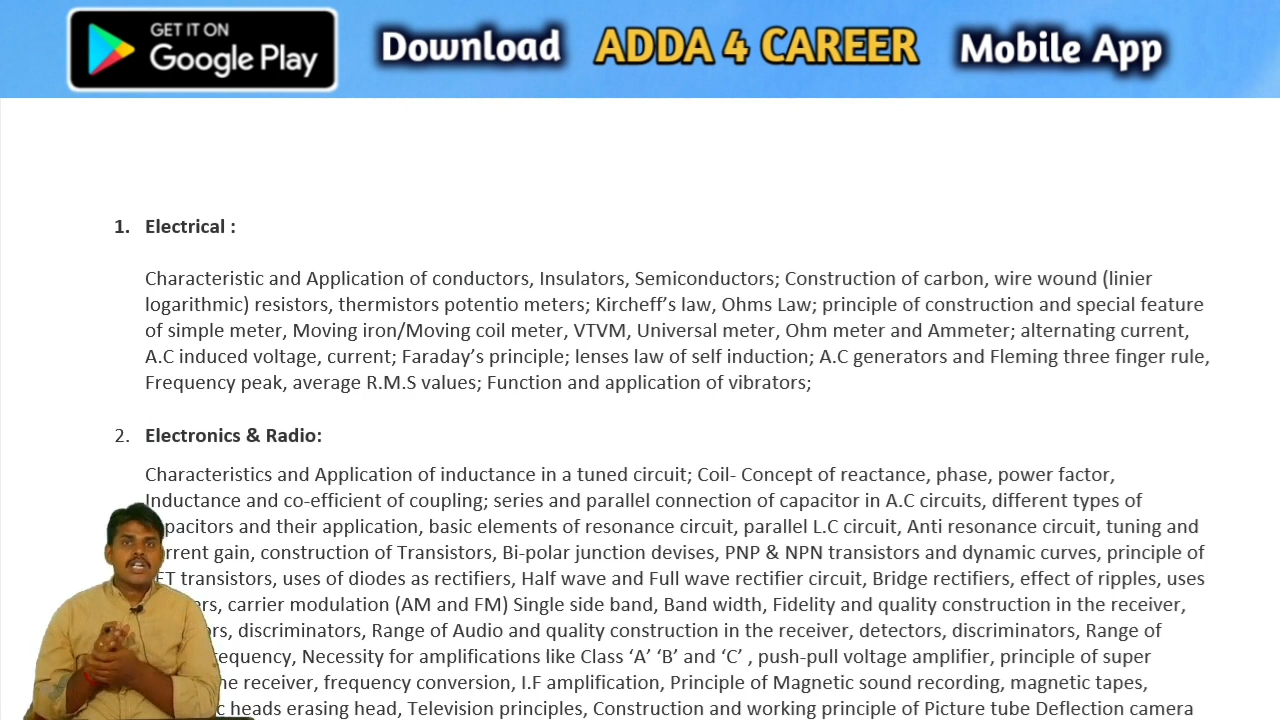 GET IT ON
Google Play
Download ADDA 4 CAREER Mobile App
1. Electrical :
Characteristic and Application of conductors, Insulators, Semiconductors; Construction of carbon, wire wound (linier
logarithmic) resistors, thermistors potentio meters; Kircheff’s law, Ohms Law; principle of construction and special feature
of simple meter, Moving iron/Moving coil meter, VTVM, Universal meter, Ohm meter and Ammeter; alternating current,
A.C induced voltage, current; Faraday’s principle; lenses law of self induction; A.C generators and Fleming three finger rule,
Frequency peak, average R.M.S values; Function and application of vibrators;
2. Electronics & Radio:
Characteristics and Application of inductance in a tuned circuit; Coil- Concept of reactance, phase, power factor,
Inductance and co-efficient of coupling; series and parallel connection of capacitor in A.C circuits, different types of
and their application, basic elements of resonance circuit, parallel L.C circuit, Anti resonance circuit, tuning and
gain, construction of Transistors, Bi-polar junction devises, PNP & NPN transistors and dynamic curves, principle of
transistors, uses of diodes as rectifiers, Half wave and Full wave rectifier circuit, Bridge rectifiers, effect of ripples, uses
carrier modulation (AM and FM) Single side band, Band width, Fidelity and quality construction in the receiver,
discriminators, Range of Audio and quality construction in the receiver, detectors, discriminators, Range of
Necessity for amplifications like Class ‘A’ ‘B’ and ‘C’ , push-pull voltage amplifier, principle of super
receiver, frequency conversion, I.F amplification, Principle of Magnetic sound recording, magnetic tapes,
heads erasing head, Television principles, Construction and working principle of Picture tube Deflection camera